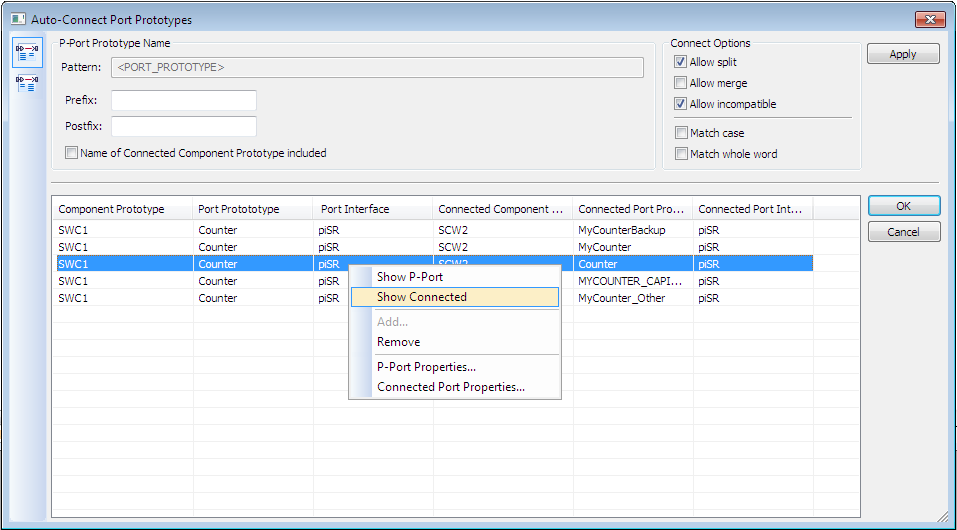 Auto-Connect Port Prototypes
P-Port Prototype Name
Pattern: <PORT_PROTOTYPE>
Prefix:
Postfix:
Name of Connected Component Prototype included
Connect Options
Allow split
Allow merge
Allow incompatible
Match case
Match whole word
Apply
OK
Cancel
Component Prototype Port Protototype Port Interface Connected Component ... Connected Port Pro... Connected Port Int...
SWC1 Counter piSR SCW2 MyCounterBackup piSR
SWC1 Counter piSR SCW2 MyCounter piSR
SWC1 Counter piSR SCW2 Counter piSR
SWC1 Counter piSR MYCOUNTER_CAPI... piSR
SWC1 Counter piSR MyCounter_Other piSR
Show P-Port
Show Connected
Add...
Remove
P-Port Properties...
Connected Port Properties...